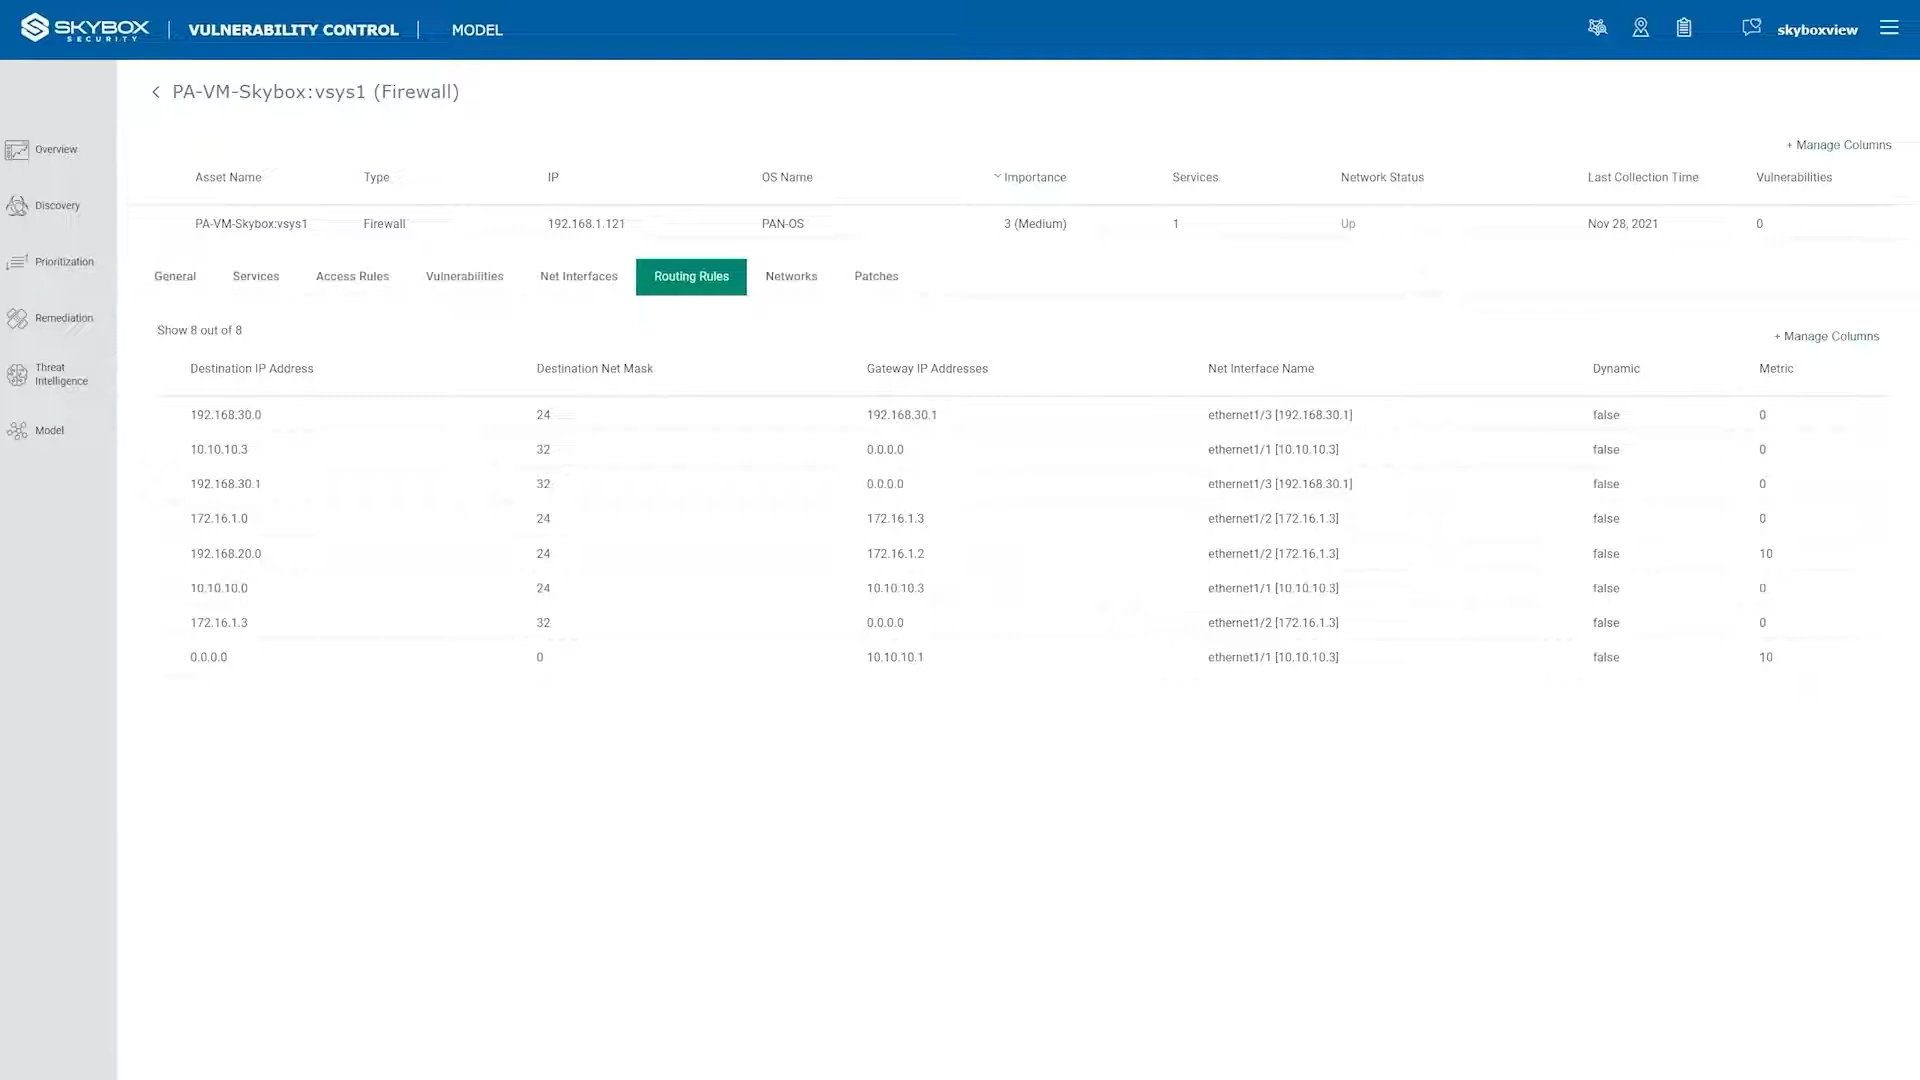 SKYBOX SECURITY | VULNERABILITY CONTROL | MODEL skyboxview
PA-VM-Skybox:vsys1 (Firewall)
+ Manage Columns
Asset Name Type IP OS Name Importance Services Network Status Last Collection Time Vulnerabilities
PA-VM-Skybox:vsys1 Firewall 192.168.1.121 PAN-OS 3 (Medium) 1 Up Nov 28, 2021 0
Overview
Discovery
Prioritization
Remediation
Threat
Intelligence
Model
General Services Access Rules Vulnerabilities Net Interfaces Routing Rules Networks Patches
Show 8 out of 8
+ Manage Columns
Destination IP Address Destination Net Mask Gateway IP Addresses Net Interface Name Dynamic Metric
192.168.30.0 24 192.168.30.1 ethernet1/3 [192.168.30.1] false 0
10.10.10.3 32 0.0.0.0 ethernet1/1 [10.10.10.3] false 0
192.168.30.1 32 0.0.0.0 ethernet1/3 [192.168.30.1] false 0
172.16.1.0 24 172.16.1.3 ethernet1/2 [172.16.1.3] false 0
192.168.20.0 24 172.16.1.2 ethernet1/2 [172.16.1.3] false 10
10.10.10.0 24 10.10.10.3 ethernet1/1 [10.10.10.3] false 0
172.16.1.3 32 0.0.0.0 ethernet1/2 [172.16.1.3] false 0
0.0.0.0 0 10.10.10.1 ethernet1/1 [10.10.10.3] false 10